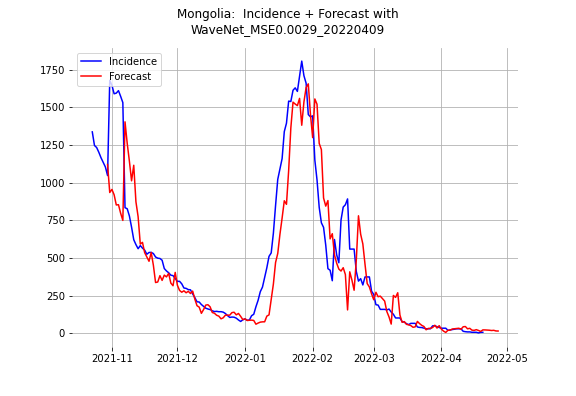 Mongolia:  Incidence + Forecast with
WaveNet_MSE0.0029_20220409
Incidence
Forecast
1750
1500
1250
1000
750
500
250
0
2021-11 2021-12 2022-01 2022-02 2022-03 2022-04 2022-05